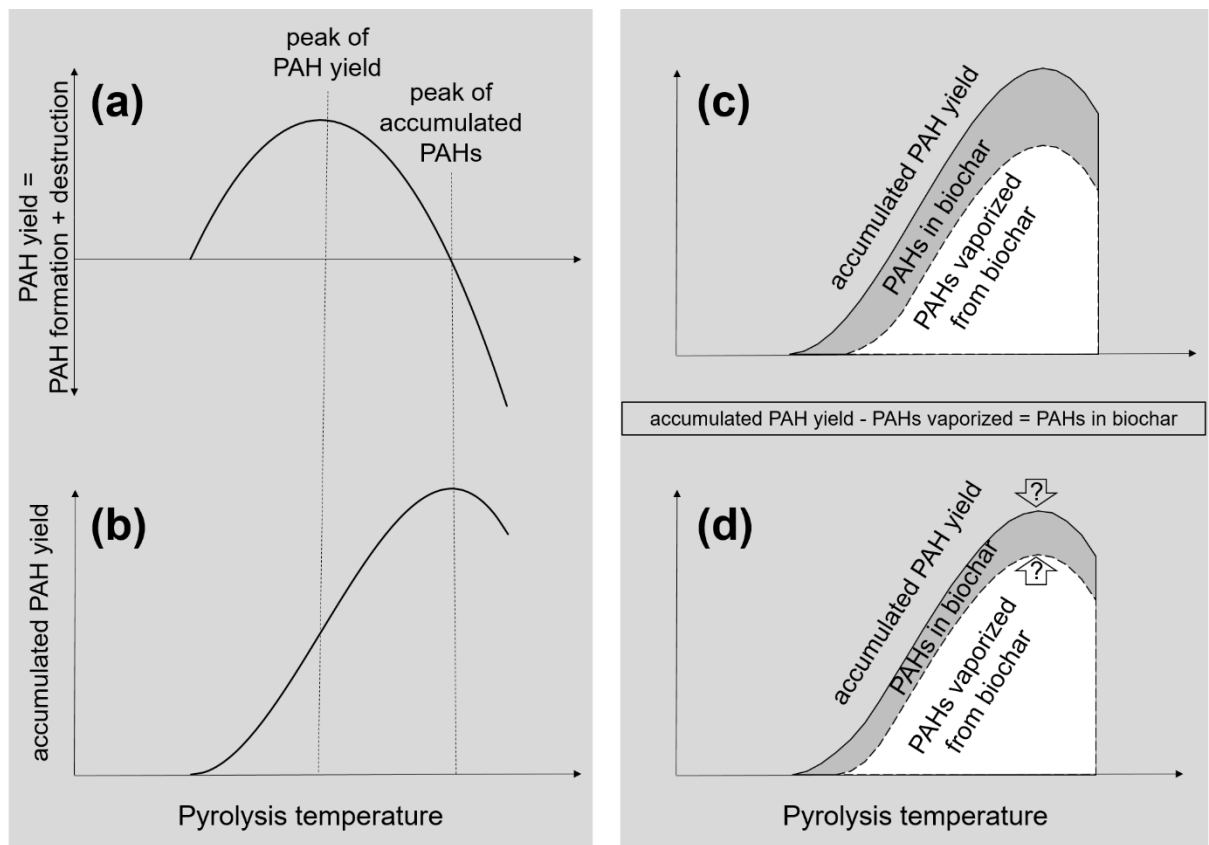 peak of
PAH yield
peak of
accumulated
PAHs
(a)
PAH yield =
PAH formation + destruction
(b)
accumulated PAH yield
Pyrolysis temperature
(c)
accumulated PAH yield
PAHs in biochar
PAHs vaporized
from biochar
accumulated PAH yield - PAHs vaporized = PAHs in biochar
(d)
?
accumulated PAH yield
PAHs in biochar
?
PAHs vaporized
from biochar
Pyrolysis temperature